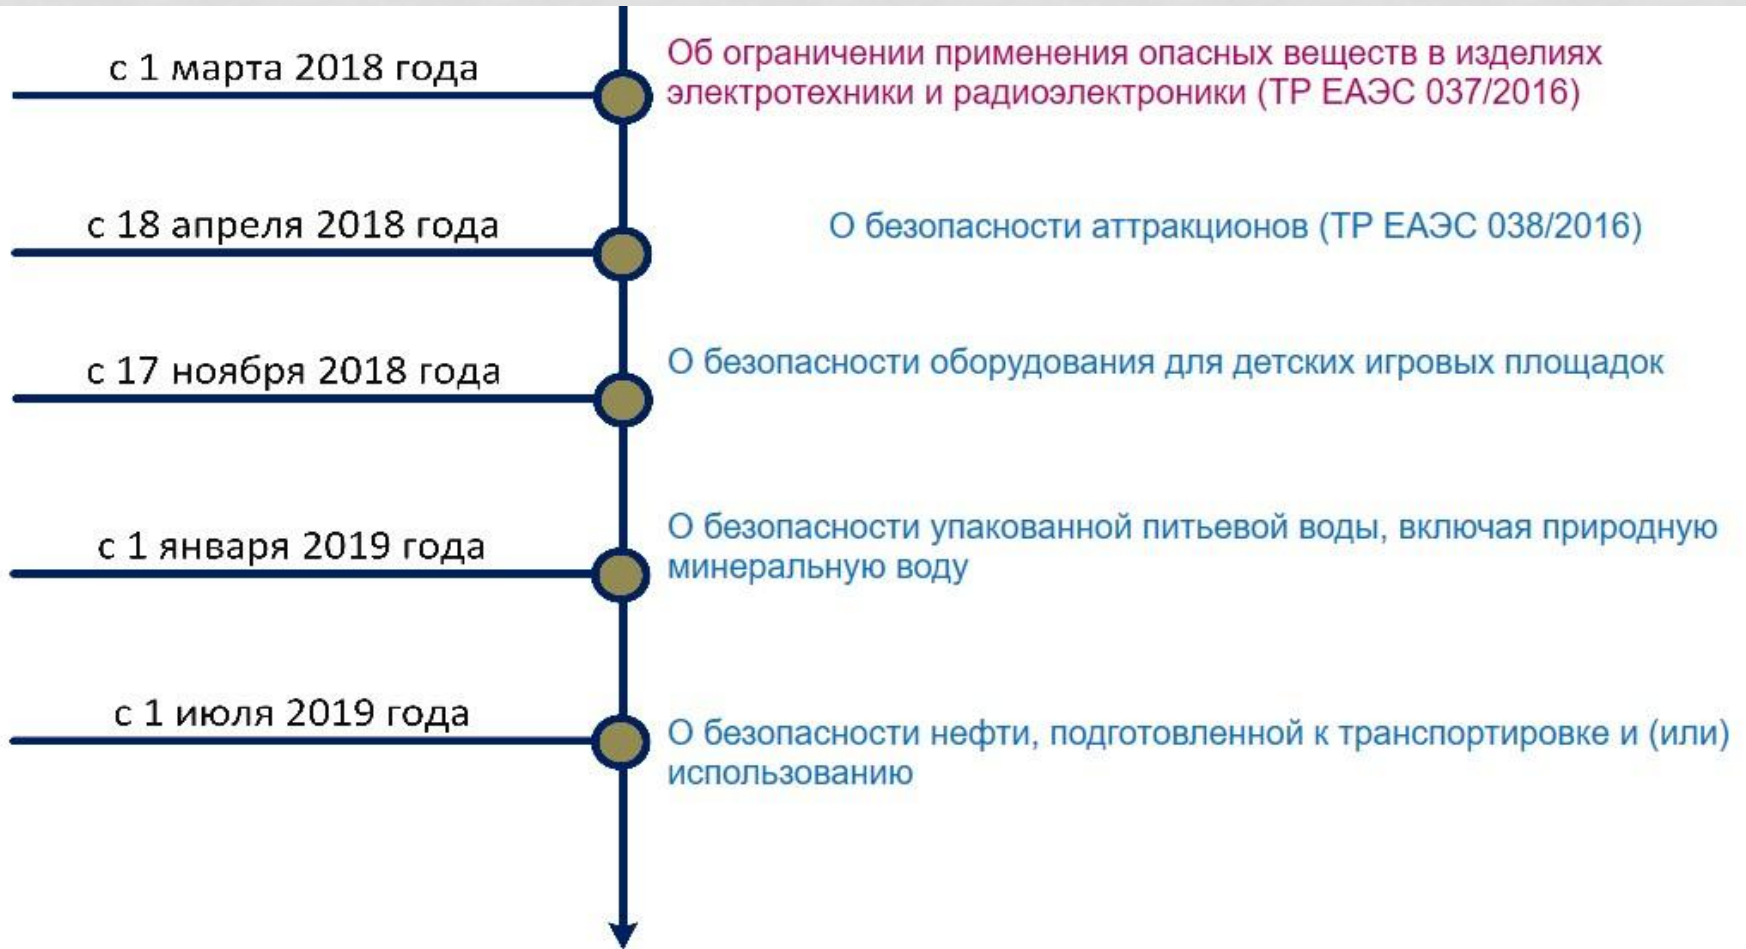 с 1 марта 2018 года
Об ограничении применения опасных веществ в изделиях
электротехники и радиоэлектроники (ТР ЕАЭС 037/2016)
с 18 апреля 2018 года
О безопасности аттракционов (ТР ЕАЭС 038/2016)
с 17 ноября 2018 года
О безопасности оборудования для детских игровых площадок
с 1 января 2019 года
О безопасности упакованной питьевой воды, включая природную
минеральную воду
с 1 июля 2019 года
О безопасности нефти, подготовленной к транспортировке и (или)
использованию